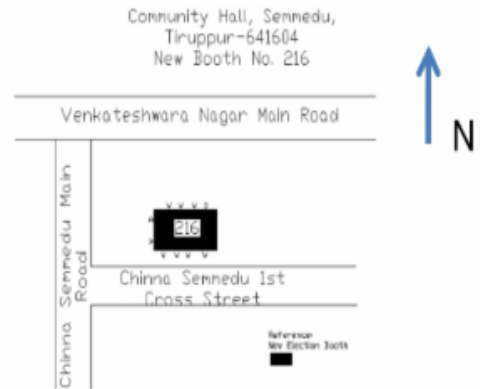 Community Hall, Semmedu,
Tiruppur-641604
New Booth No. 216
N
Venkateshwara Nagar Main Road
Chinna Semmedu Main
Road
V V V D
216
V V V V
Chinna Semmedu 1st
Cross Street
Reference:
New Election Booth